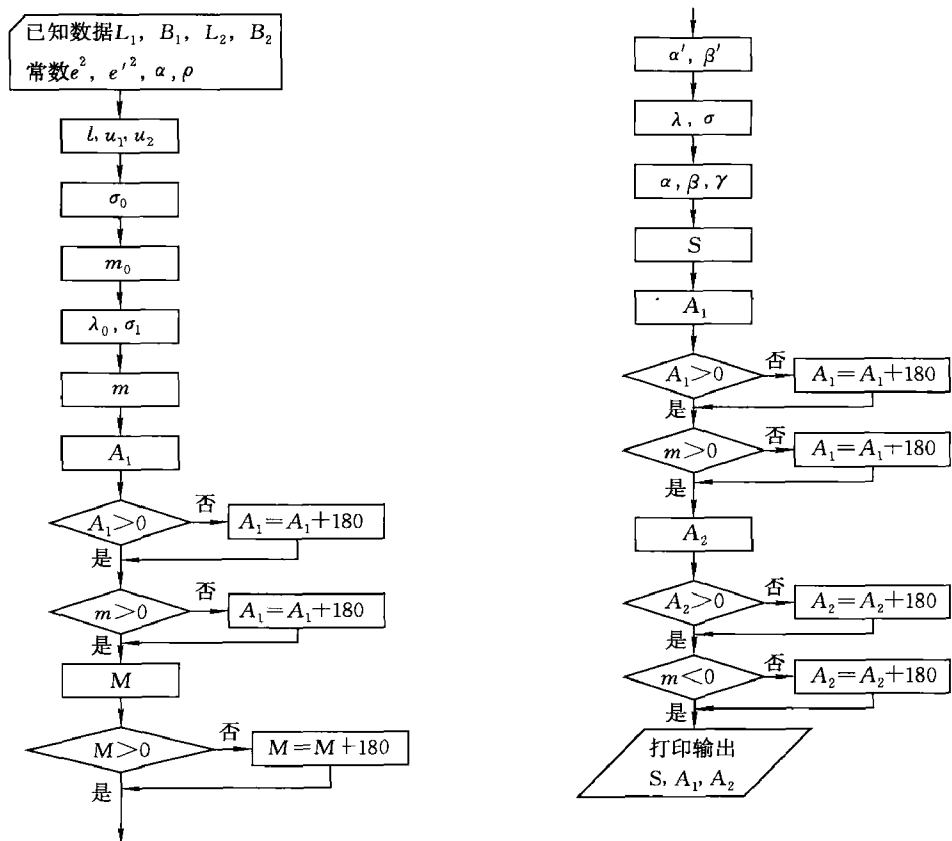 已知数据L₁, B₁, L₂, B₂
常数e², e′², α, ρ
l, u₁, u₂
σ₀
m₀
λ₀, σ₁
m
A₁
A₁>0
否
A₁=A₁+180
是
m>0
否
A₁=A₁+180
是
M
M>0
否
M=M+180
是
α′, β′
λ, σ
α, β, γ
S
A₁
A₁>0
否
A₁=A₁+180
是
m>0
否
A₁=A₁+180
是
A₂
A₂>0
否
A₂=A₂+180
是
m<0
否
A₂=A₂+180
是
打印输出
S, A₁, A₂